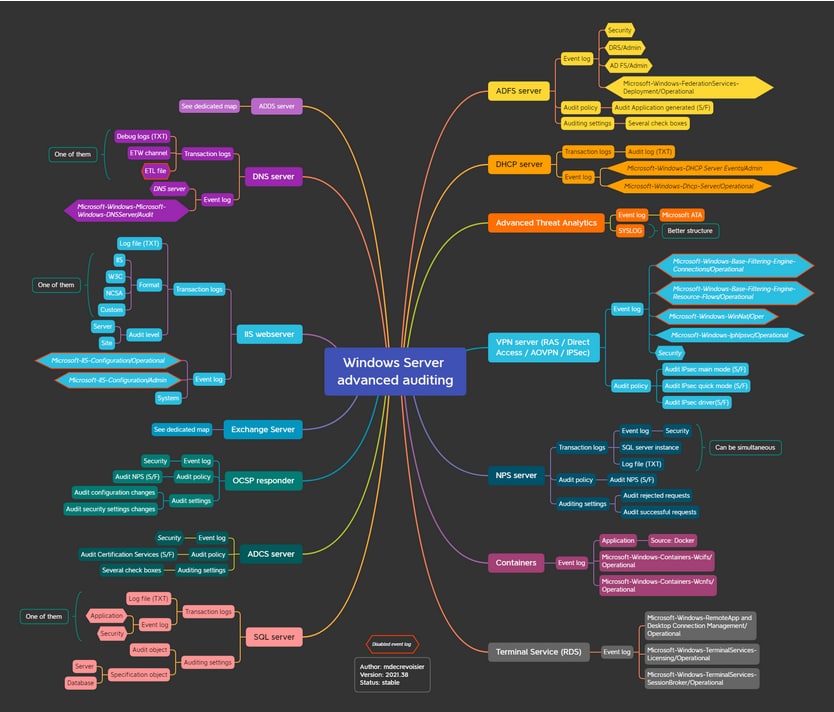 Windows Server
advanced auditing
ADDS server
See dedicated map
DNS server
Transaction logs
Debug logs (TXT)
ETW channel
ETL file
One of them
Event log
DNS server
Microsoft-Windows-Microsoft-
Windows-DNSServer/Audit
IIS webserver
Transaction logs
Log file (TXT)
Format
IIS
W3C
NCSA
Custom
One of them
Audit level
Server
Site
Event log
Microsoft-IIS-Configuration/Operational
Microsoft-IIS-Configuration/Admin
System
Exchange Server
See dedicated map
OCSP responder
Event log
Security
Audit policy
Audit NPS (S/F)
Audit settings
Audit configuration changes
Audit security settings changes
ADCS server
Event log
Security
Audit policy
Audit Certification Services (S/F)
Auditing settings
Several check boxes
SQL server
Transaction logs
Log file (TXT)
Event log
Application
Security
One of them
Auditing settings
Audit object
Specification object
Server
Database
ADFS server
Event log
Security
DRS/Admin
AD FS/Admin
Microsoft-Windows-FederationServices-
Deployment/Operational
Audit policy
Audit Application generated (S/F)
Auditing settings
Several check boxes
DHCP server
Transaction logs
Audit log (TXT)
Event log
Microsoft-Windows-DHCP Server Events/Admin
Microsoft-Windows-Dhcp-Server/Operational
Advanced Threat Analytics
Event log
Microsoft ATA
SYSLOG
Better structure
VPN server (RAS / Direct
Access / AOVPN / IPSec)
Event log
Microsoft-Windows-Base-Filtering-Engine-
Connections/Operational
Microsoft-Windows-Base-Filtering-Engine-
Resource-Flows/Operational
Microsoft-Windows-WinNat/Oper
Microsoft-Windows-Iphlpsvc/Operational
Security
Audit policy
Audit IPsec main mode (S/F)
Audit IPsec quick mode (S/F)
Audit IPsec driver(S/F)
NPS server
Transaction logs
Event log
Security
SQL server instance
Log file (TXT)
Can be simultaneous
Audit policy
Audit NPS (S/F)
Auditing settings
Audit rejected requests
Audit successful requests
Containers
Event log
Application
Source: Docker
Microsoft-Windows-Containers-Wcifs/
Operational
Microsoft-Windows-Containers-Wcnfs/
Operational
Terminal Service (RDS)
Event log
Microsoft-Windows-RemoteApp and
Desktop Connection Management/
Operational
Microsoft-Windows-TerminalServices-
Licensing/Operational
Microsoft-Windows-TerminalServices-
SessionBroker/Operational
Disabled event log
Author: mdecrevoisier
Version: 2021.38
Status: stable